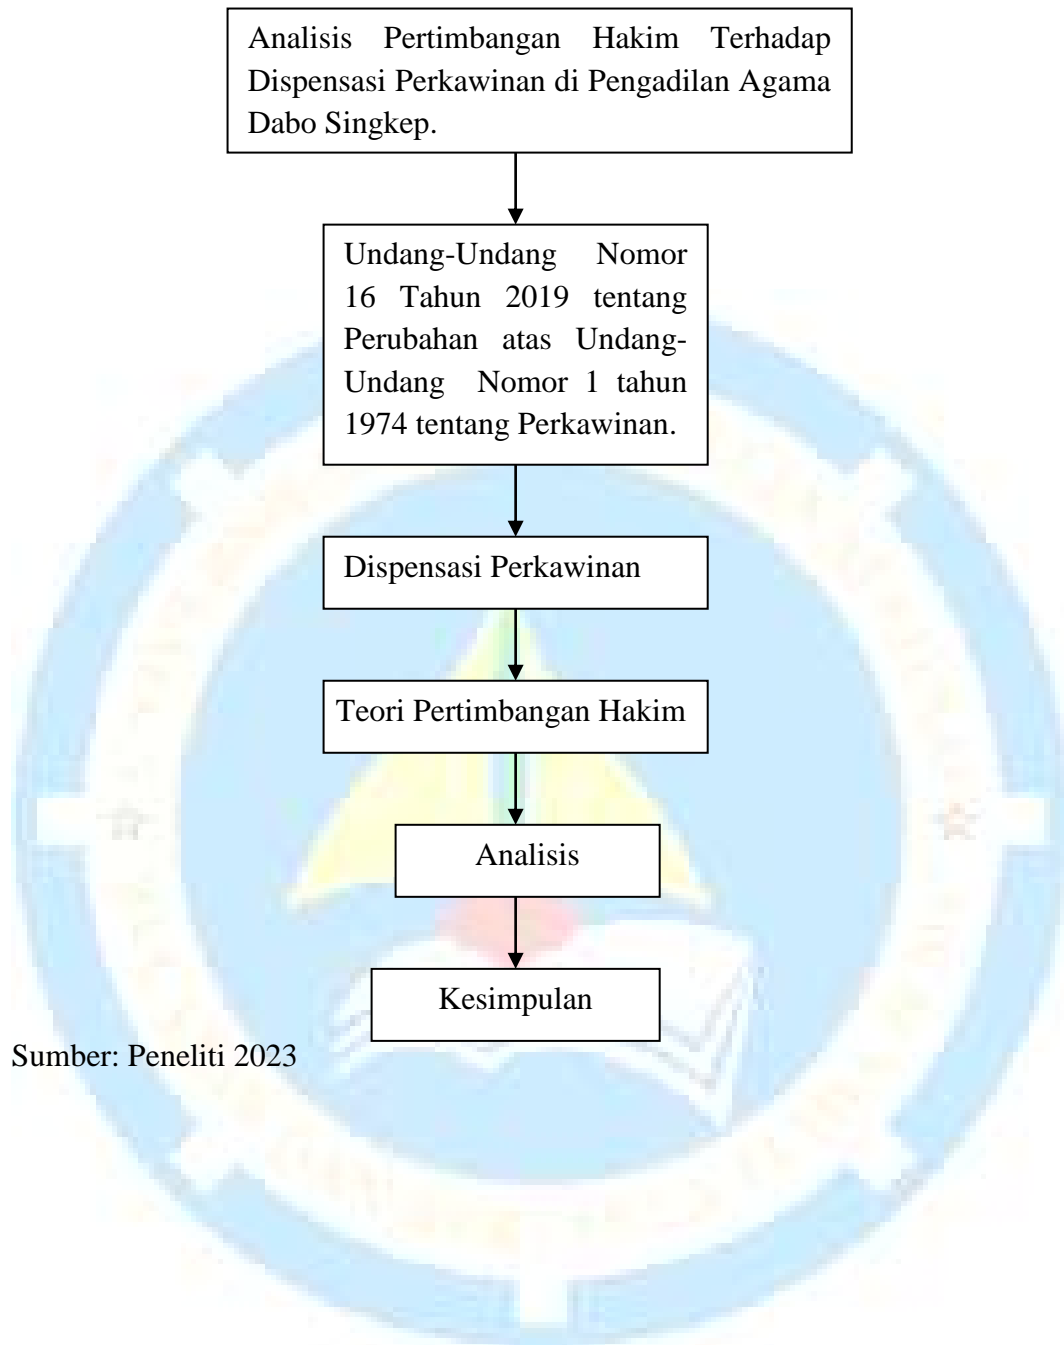 Analisis Pertimbangan Hakim Terhadap
Dispensasi Perkawinan di Pengadilan Agama
Dabo Singkep.
Undang-Undang Nomor
16 Tahun 2019 tentang
Perubahan atas Undang-
Undang Nomor 1 tahun
1974 tentang Perkawinan.
Dispensasi Perkawinan
Teori Pertimbangan Hakim
Analisis
Kesimpulan
Sumber: Peneliti 2023